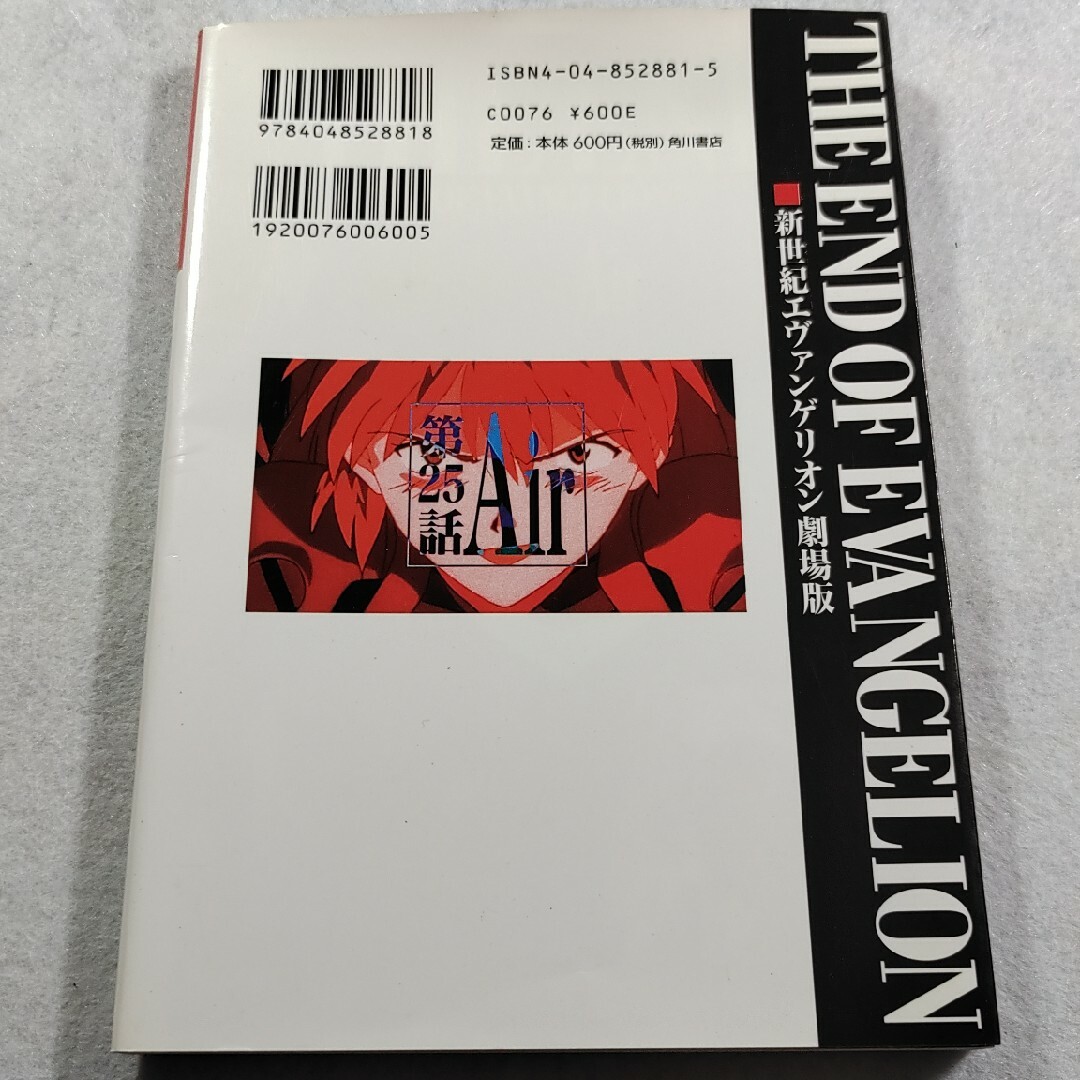 9784048528818
1920076006005
ISBN4-04-852881-5
C0076 ¥600E
定価：本体600円(税別) 角川書店
第25話
Air
THE END OF EVANGELION
■新世紀エヴァンゲリオン劇場版